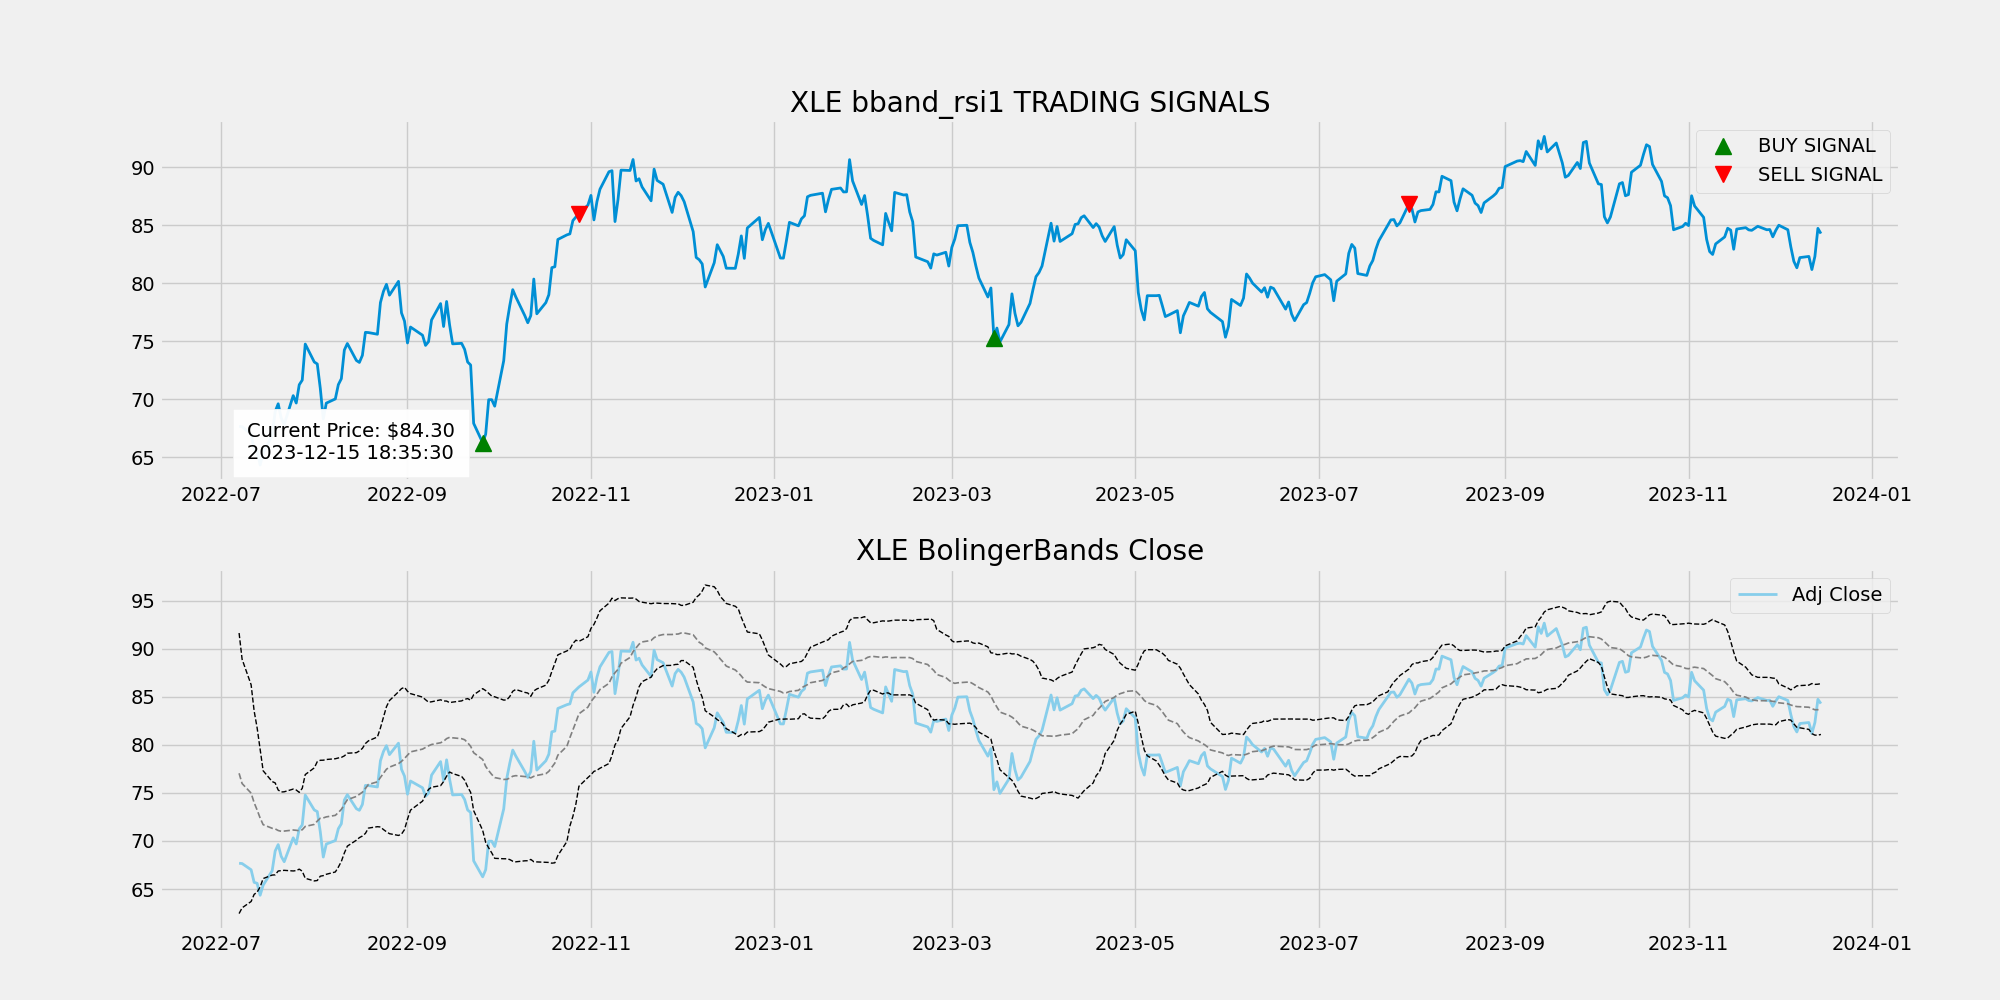 XLE bband_rsi1 TRADING SIGNALS
BUY SIGNAL
SELL SIGNAL
90
85
80
75
70
65
Current Price: $84.30
2023-12-15 18:35:30
2022-07 2022-09 2022-11 2023-01 2023-03 2023-05 2023-07 2023-09 2023-11 2024-01
XLE BolingerBands Close
Adj Close
95
90
85
80
75
70
65
2022-07 2022-09 2022-11 2023-01 2023-03 2023-05 2023-07 2023-09 2023-11 2024-01